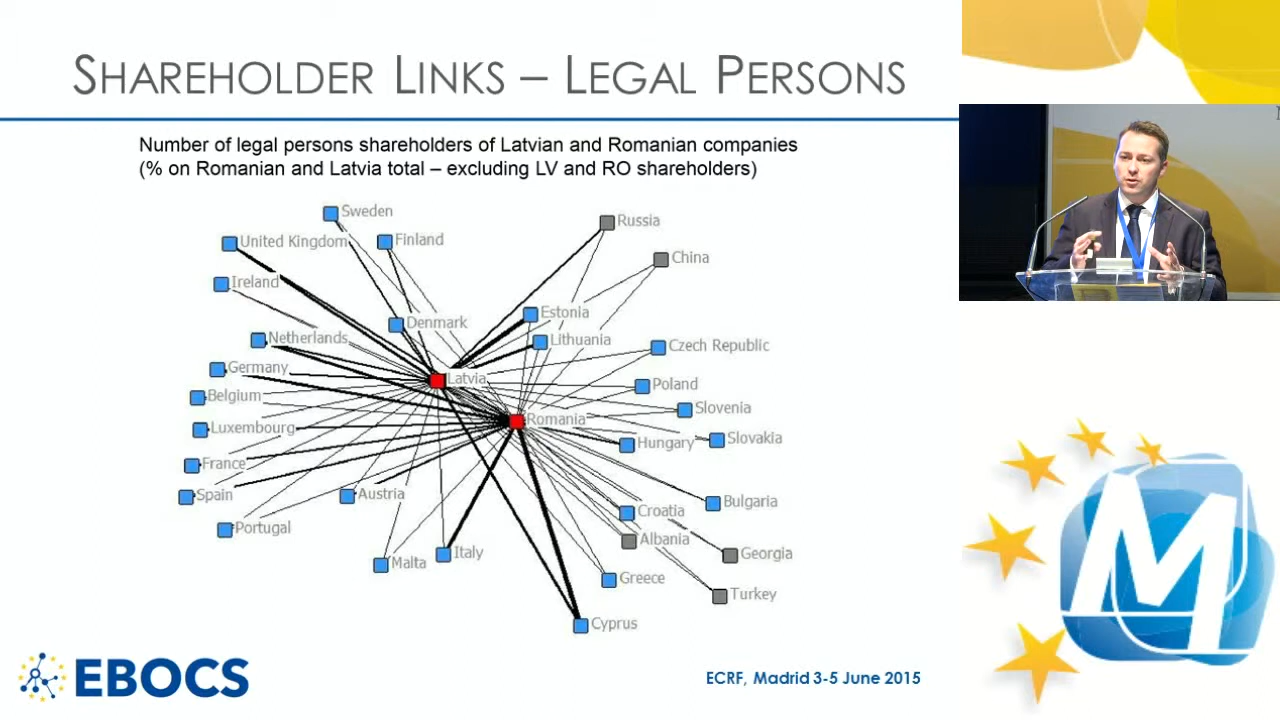 SHAREHOLDER LINKS – LEGAL PERSONS
Number of legal persons shareholders of Latvian and Romanian companies
(% on Romanian and Latvia total – excluding LV and RO shareholders)
Sweden
Russia
United Kingdom
Finland
China
Ireland
Estonia
Denmark
Netherlands
Lithuania
Czech Republic
Germany
Latvia
Poland
Belgium
Slovenia
Romania
Luxembourg
Hungary
Slovakia
France
Spain
Austria
Bulgaria
Croatia
Portugal
Albania
Italy
Georgia
Malta
Greece
Turkey
Cyprus
EBOCS
ECRF, Madrid 3-5 June 2015
M